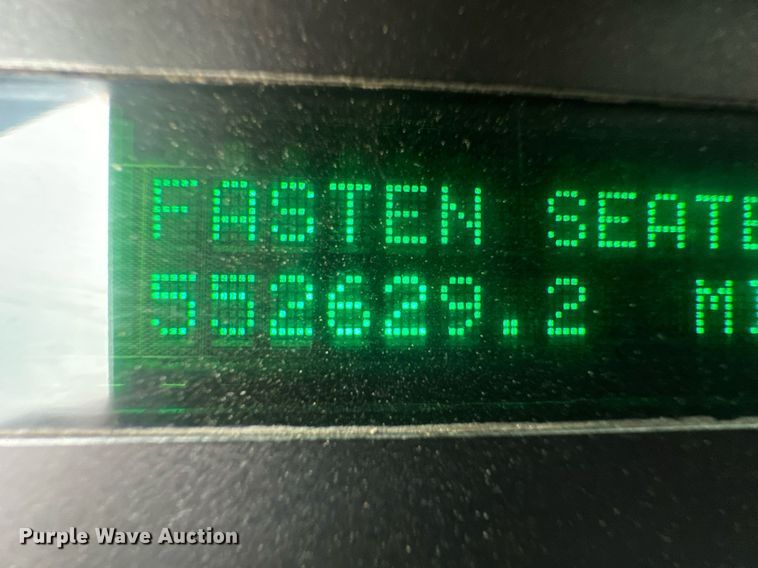 FASTEN SEATB
552629.2 MI
Purple Wave Auction